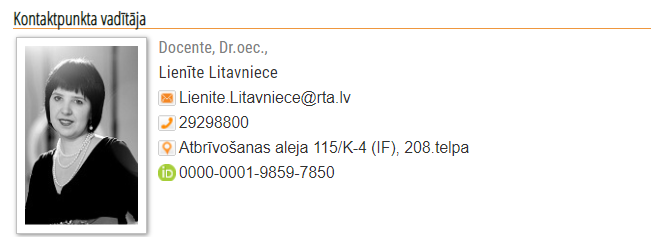 Kontaktpunkta vadītāja
Docente, Dr.oec.,
Lienīte Litavniece
Lienite.Litavniece@rta.lv
29298800
Atbrīvošanas aleja 115/K-4 (IF), 208.telpa
iD 0000-0001-9859-7850